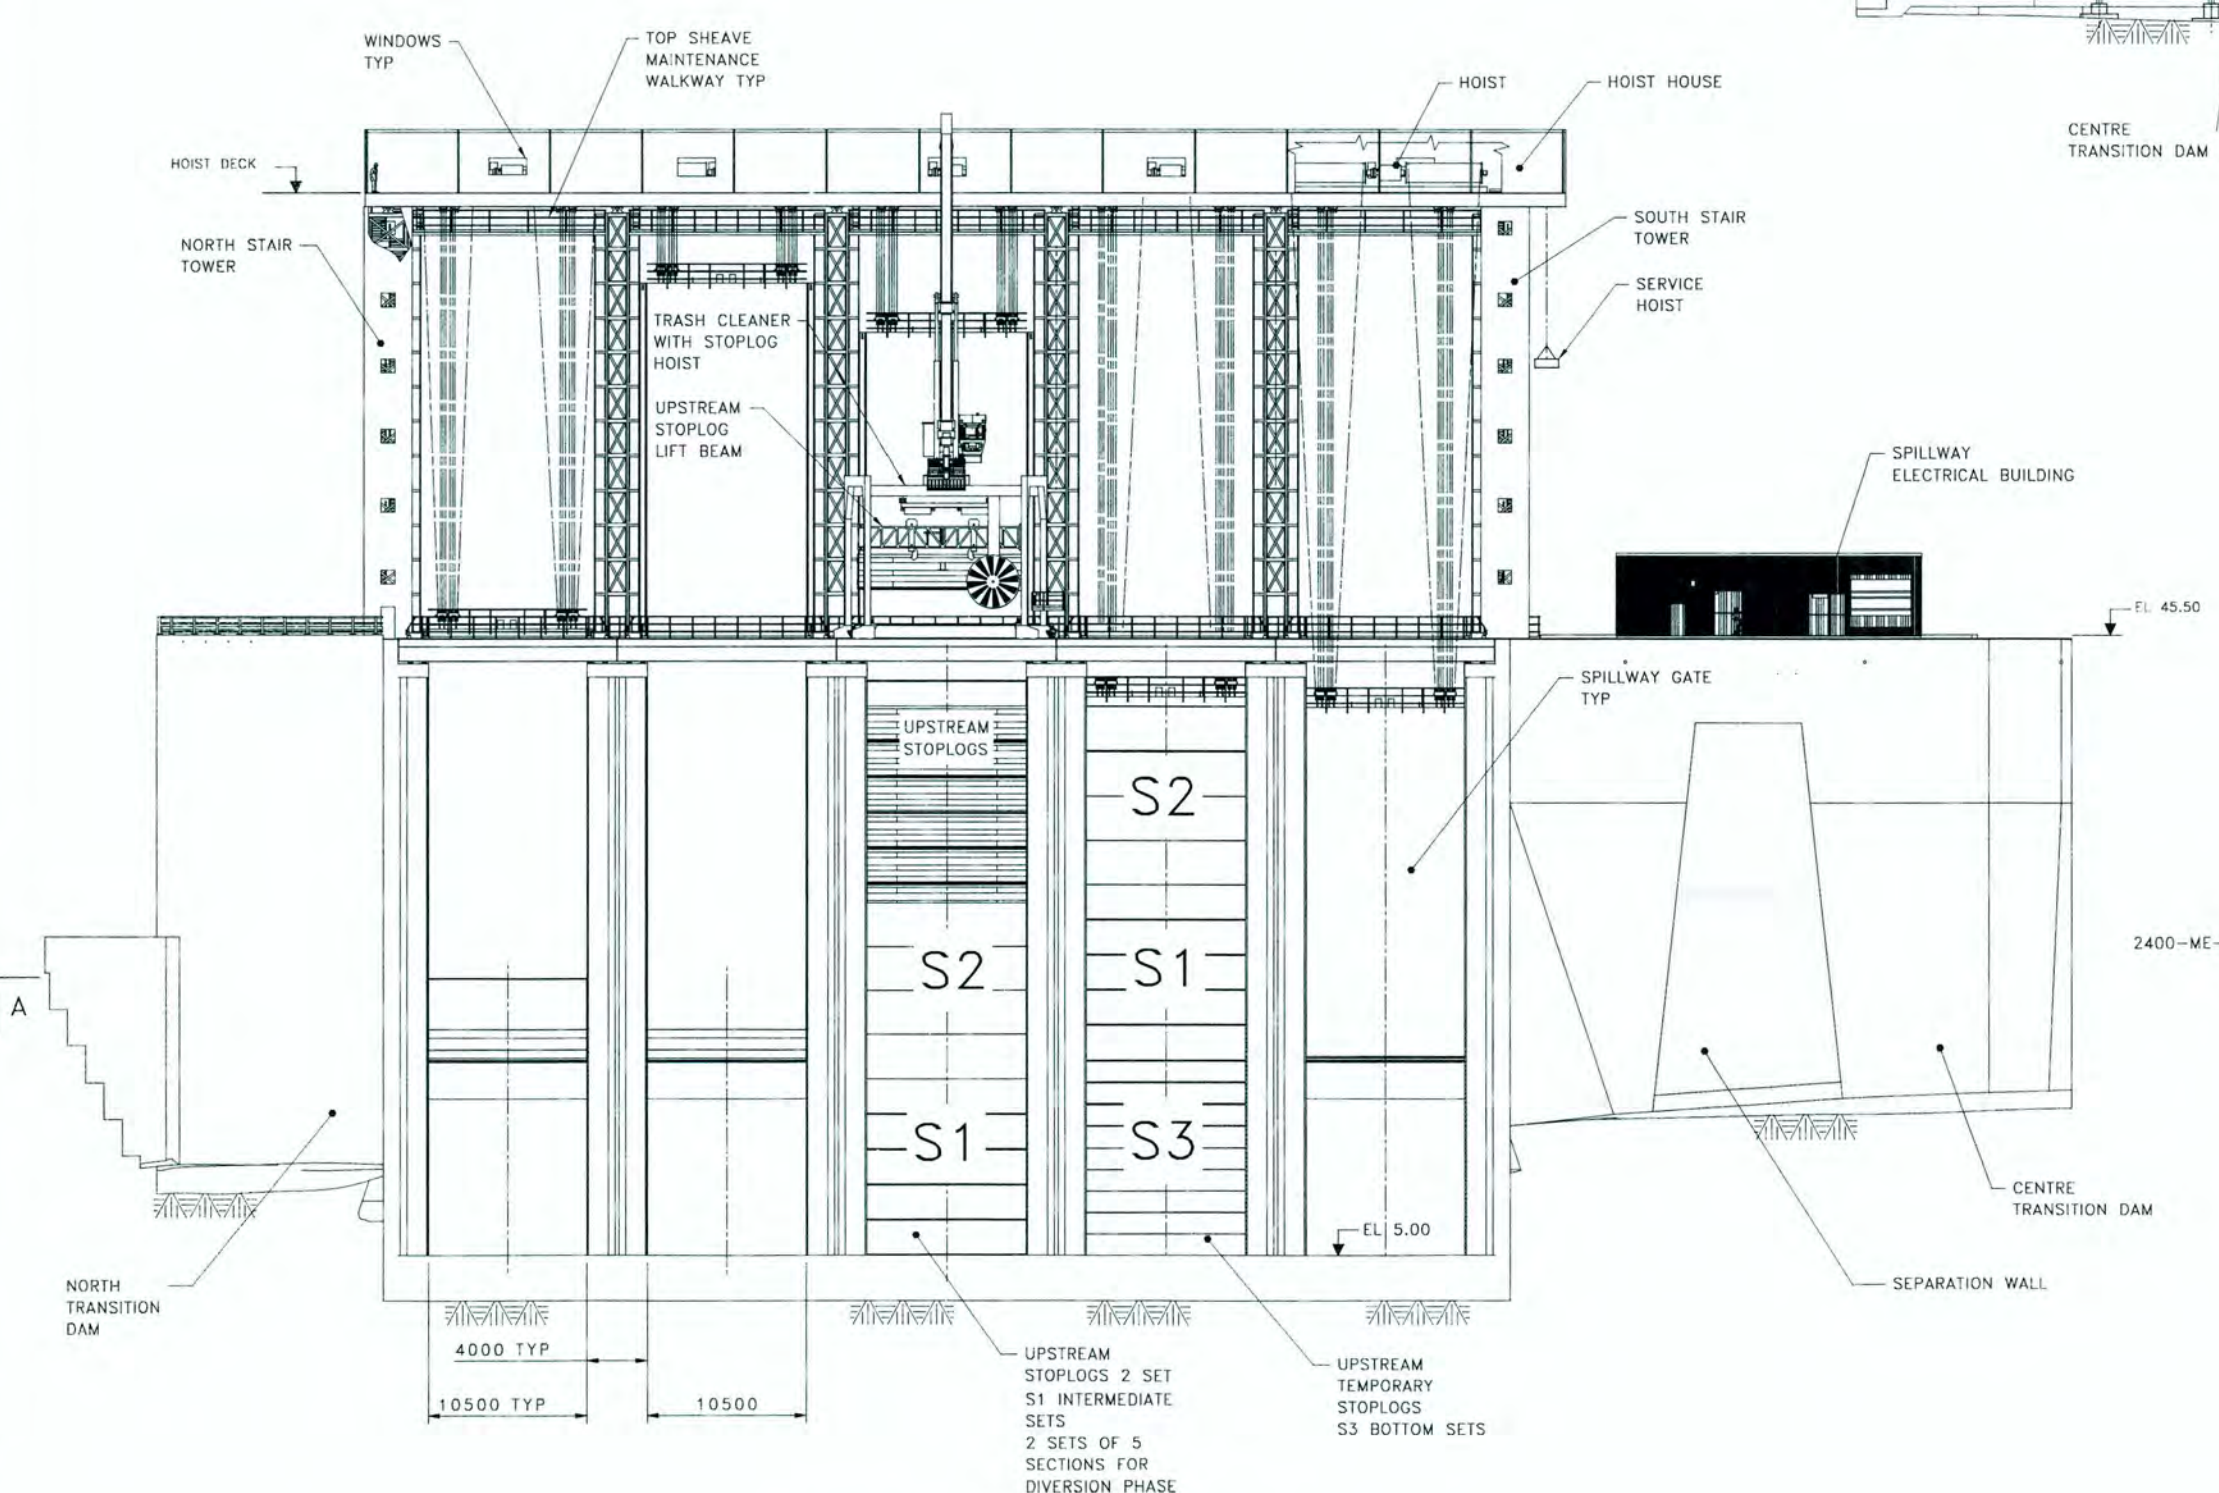 WINDOWS
TYP
TOP SHEAVE
MAINTENANCE
WALKWAY TYP
HOIST
HOIST HOUSE
CENTRE
TRANSITION DAM
HOIST DECK
NORTH STAIR
TOWER
SOUTH STAIR
TOWER
SERVICE
HOIST
TRASH CLEANER
WITH STOPLOG
HOIST
UPSTREAM
STOPLOG
LIFT BEAM
SPILLWAY
ELECTRICAL BUILDING
EL 45.50
SPILLWAY GATE
TYP
UPSTREAM
STOPLOGS
S2
S2
S1
2400-ME-
A
S1
S3
CENTRE
TRANSITION DAM
EL 5.00
NORTH
TRANSITION
DAM
SEPARATION WALL
4000 TYP
10500 TYP
10500
UPSTREAM
STOPLOGS 2 SET
S1 INTERMEDIATE
SETS
2 SETS OF 5
SECTIONS FOR
DIVERSION PHASE
UPSTREAM
TEMPORARY
STOPLOGS
S3 BOTTOM SETS